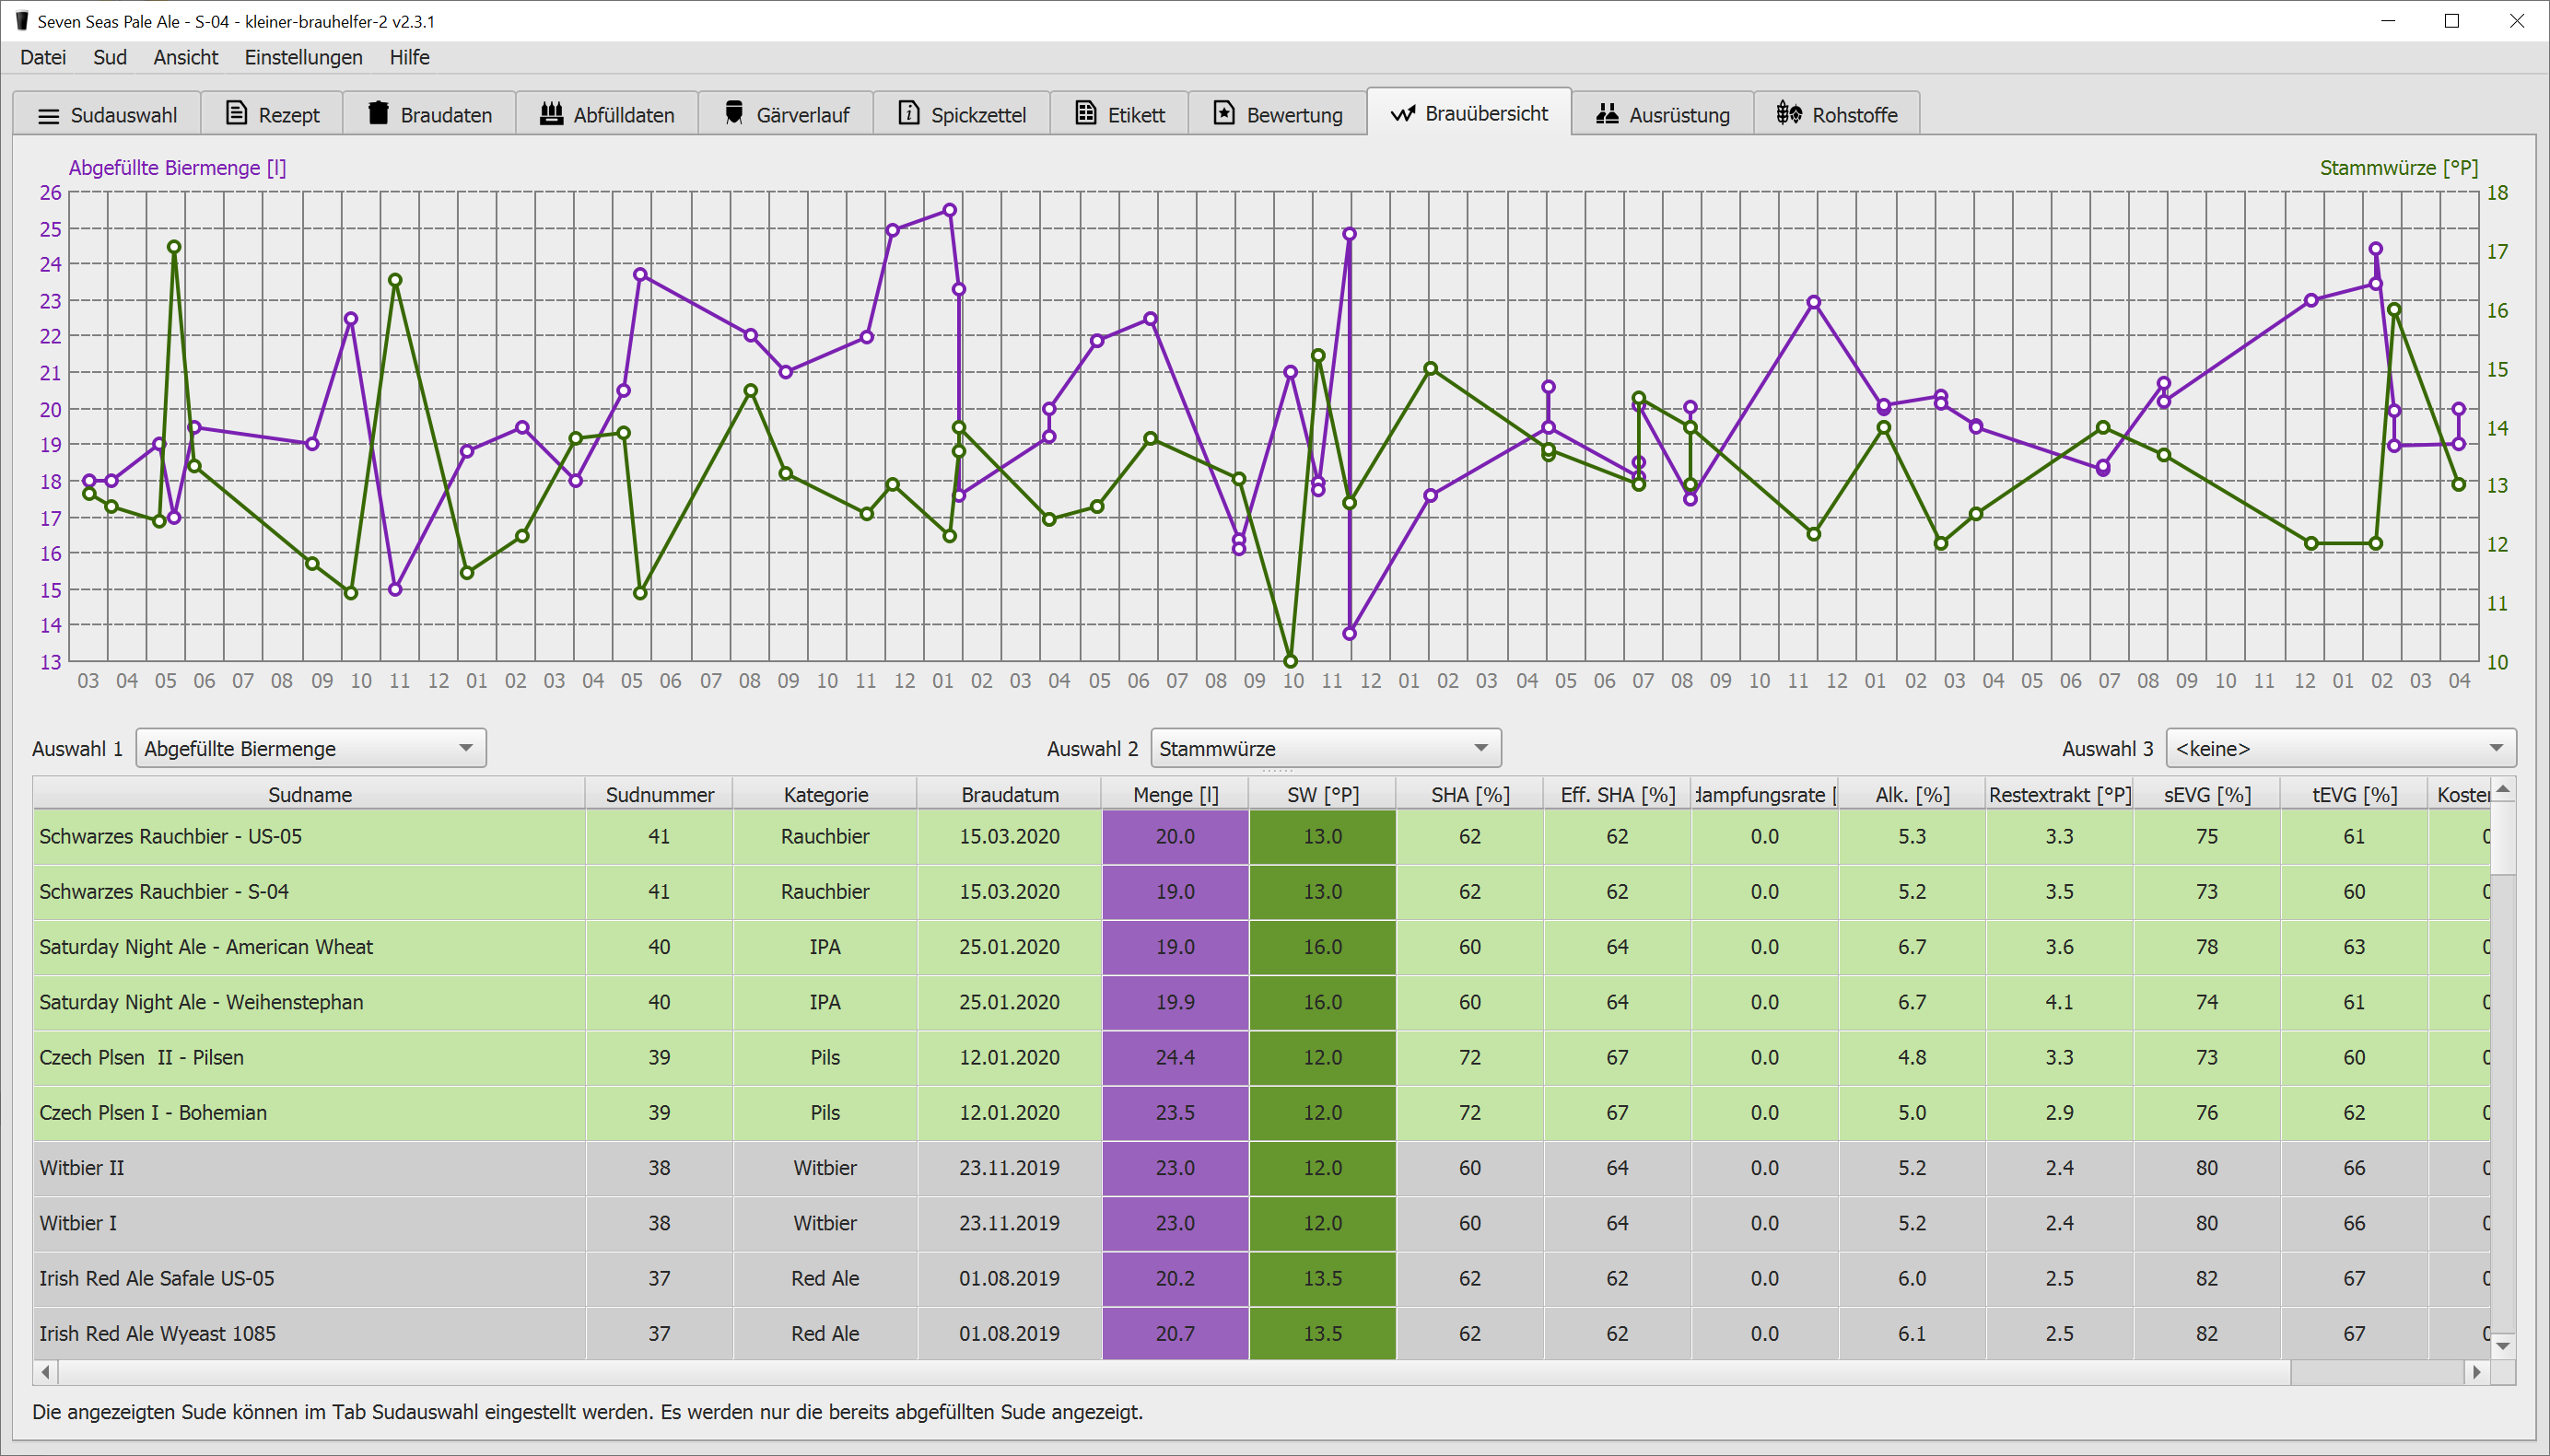 Seven Seas Pale Ale - S-04 - kleiner-brauhelfer-2 v2.3.1
Datei Sud Ansicht Einstellungen Hilfe
Sudauswahl Rezept Braudaten Abfülldaten Gärverlauf Spickzettel Etikett Bewertung Brauübersicht Ausrüstung Rohstoffe
Abgefüllte Biermenge [l] Stammwürze [°P]
26 18
25
24 17
23
22 16
21 15
20
19 14
18 13
17
16 12
15
14 11
13 10
03 04 05 06 07 08 09 10 11 12 01 02 03 04 05 06 07 08 09 10 11 12 01 02 03 04 05 06 07 08 09 10 11 12 01 02 03 04 05 06 07 08 09 10 11 12 01 02 03 04 05 06 07 08 09 10 11 12 01 02 03 04
Auswahl 1 Abgefüllte Biermenge Auswahl 2 Stammwürze Auswahl 3 <keine>
Sudname Sudnummer Kategorie Braudatum Menge [l] SW [°P] SHA [%] Eff. SHA [%] dampfungsrate [ Alk. [%] Restextrakt [°P] sEVG [%] tEVG [%] Koster
Schwarzes Rauchbier - US-05 41 Rauchbier 15.03.2020 20.0 13.0 62 62 0.0 5.3 3.3 75 61 0
Schwarzes Rauchbier - S-04 41 Rauchbier 15.03.2020 19.0 13.0 62 62 0.0 5.2 3.5 73 60 0
Saturday Night Ale - American Wheat 40 IPA 25.01.2020 19.0 16.0 60 64 0.0 6.7 3.6 78 63 0
Saturday Night Ale - Weihenstephan 40 IPA 25.01.2020 19.9 16.0 60 64 0.0 6.7 4.1 74 61 0
Czech Plsen  II - Pilsen 39 Pils 12.01.2020 24.4 12.0 72 67 0.0 4.8 3.3 73 60 0
Czech Plsen I - Bohemian 39 Pils 12.01.2020 23.5 12.0 72 67 0.0 5.0 2.9 76 62 0
Witbier II 38 Witbier 23.11.2019 23.0 12.0 60 64 0.0 5.2 2.4 80 66 0
Witbier I 38 Witbier 23.11.2019 23.0 12.0 60 64 0.0 5.2 2.4 80 66 0
Irish Red Ale Safale US-05 37 Red Ale 01.08.2019 20.2 13.5 62 62 0.0 6.0 2.5 82 67 0
Irish Red Ale Wyeast 1085 37 Red Ale 01.08.2019 20.7 13.5 62 62 0.0 6.1 2.5 82 67 0
Die angezeigten Sude können im Tab Sudauswahl eingestellt werden. Es werden nur die bereits abgefüllten Sude angezeigt.